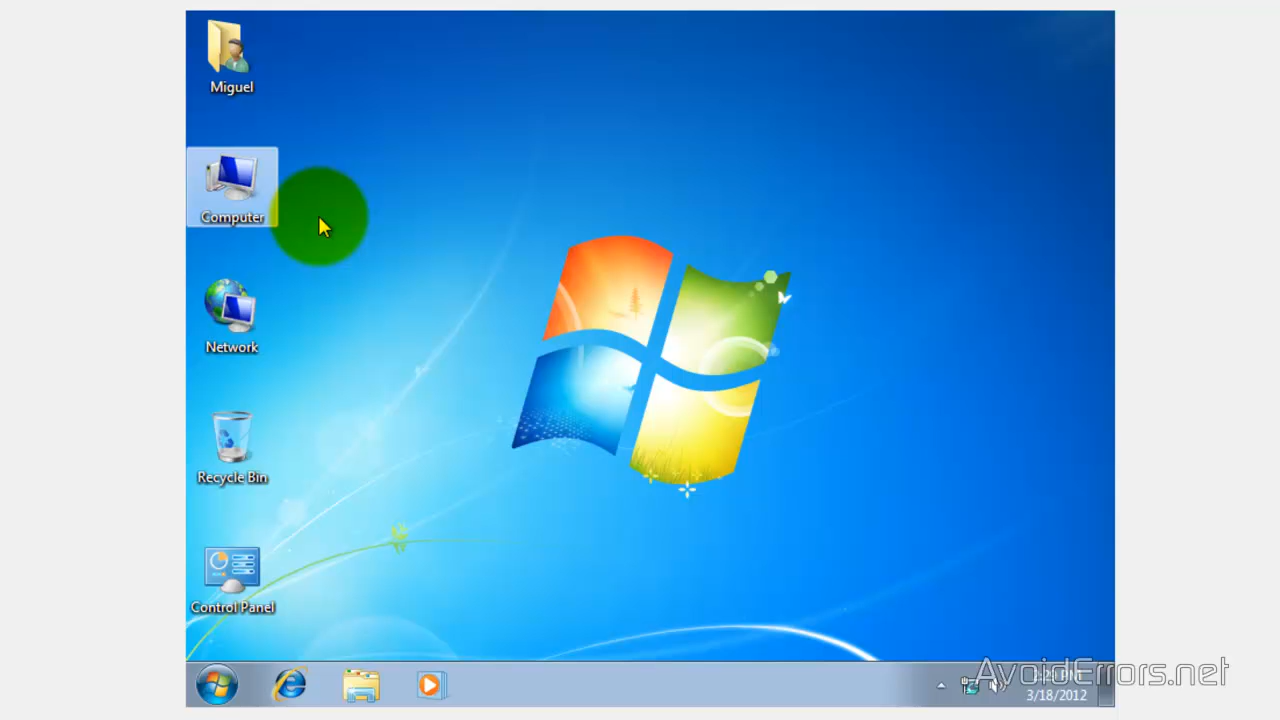 Miguel
Computer
Network
Recycle Bin
Control Panel
AvoidErrors.net
3/18/2012